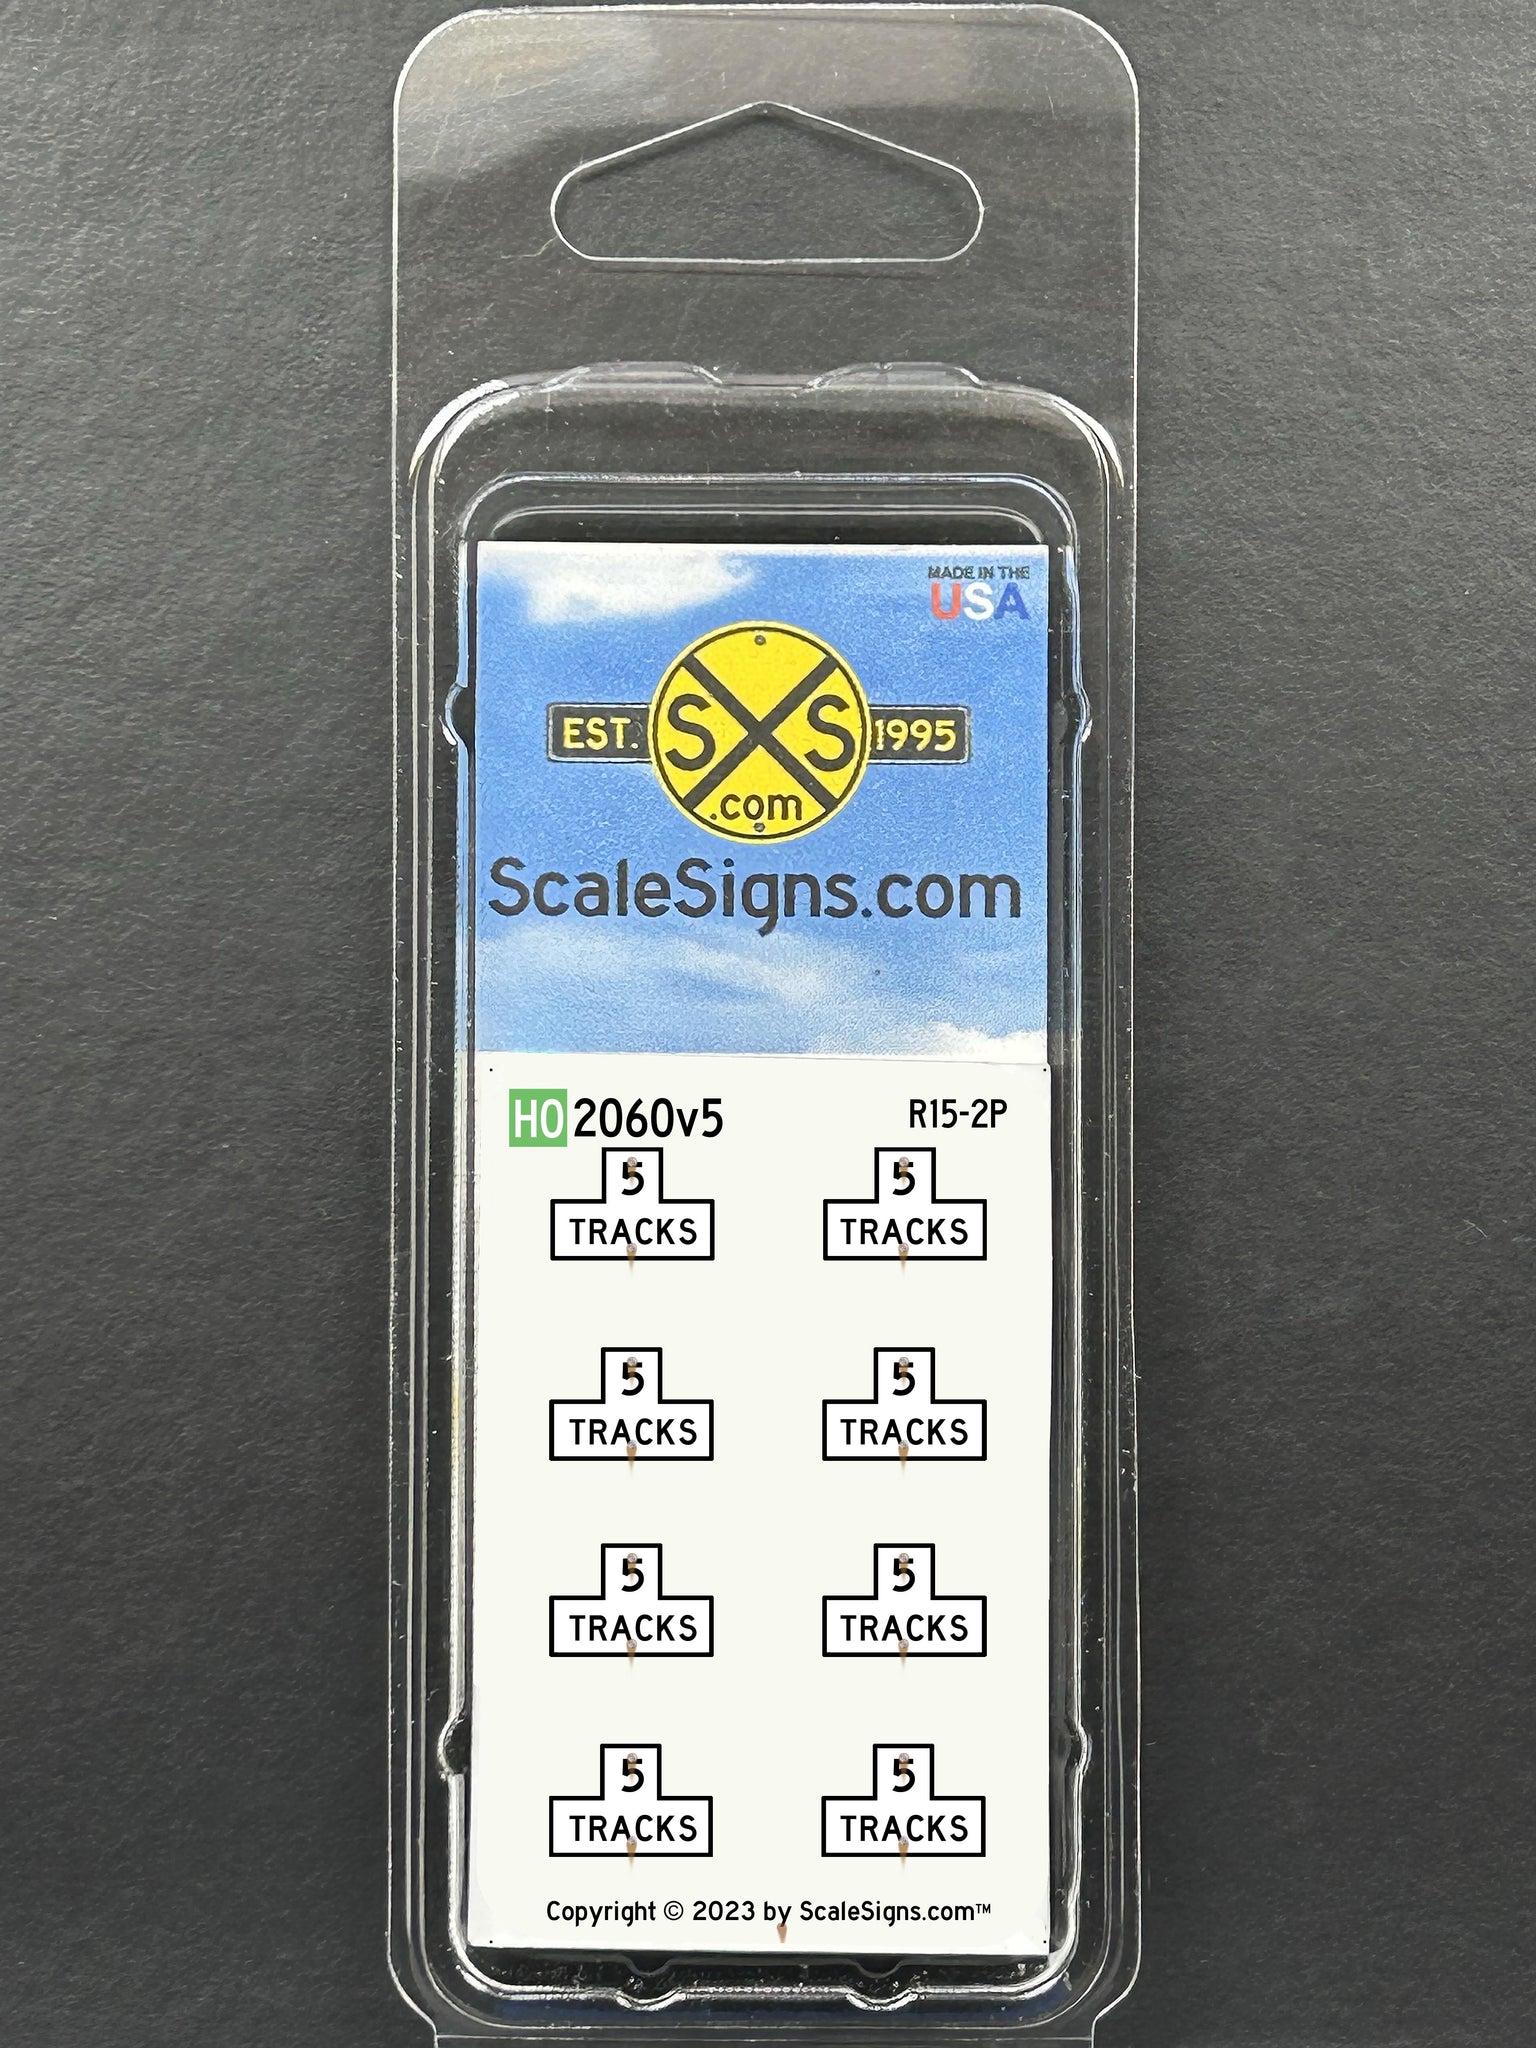 MADE IN THE
USA
EST. S S 1995
.com
ScaleSigns.com
HO 2060v5 R15-2P
5 5
TRACKS TRACKS
5 5
TRACKS TRACKS
5 5
TRACKS TRACKS
5 5
TRACKS TRACKS
Copyright © 2023 by ScaleSigns.com™